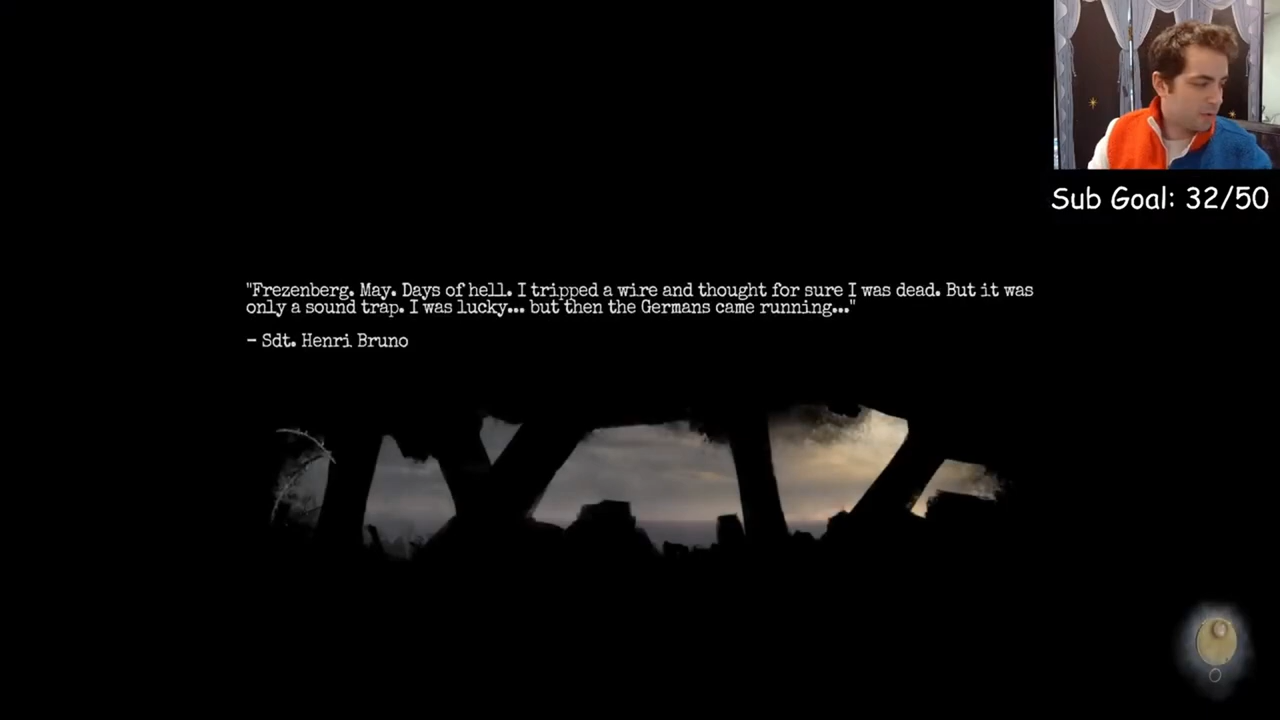 Sub Goal: 32/50
"Frezenberg. May. Days of hell. I tripped a wire and thought for sure I was dead. But it was
only a sound trap. I was lucky... but then the Germans came running..."
– Sdt. Henri Bruno